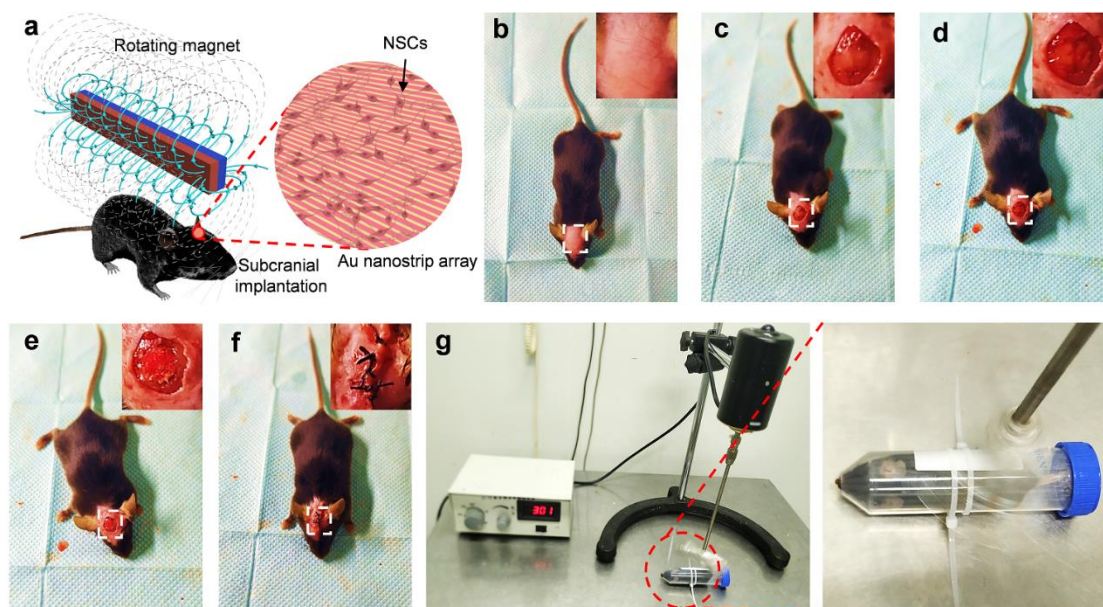 a
Rotating magnet
NSCs
Subcranial
implantation
Au nanostrip array
b
c
d
e
f
g
301